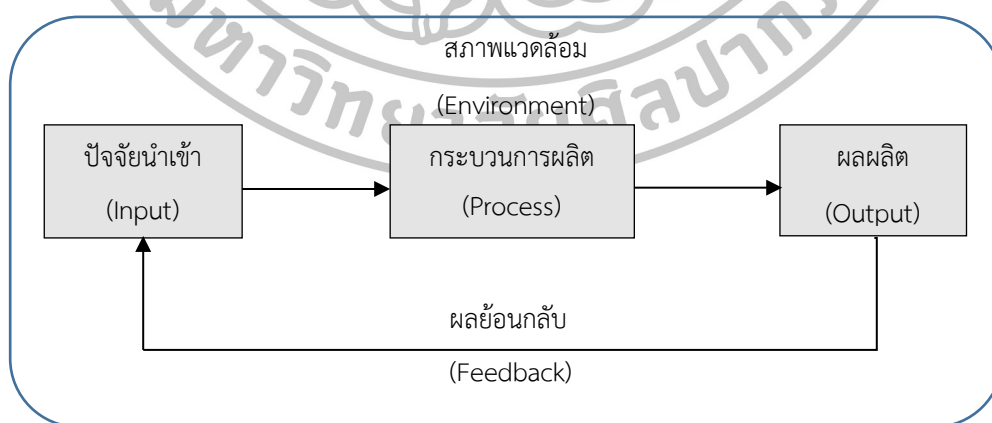 สภาพแวดล้อม
(Environment)
ปัจจัยนำเข้า
(Input)
กระบวนการผลิต
(Process)
ผลผลิต
(Output)
ผลย้อนกลับ
(Feedback)